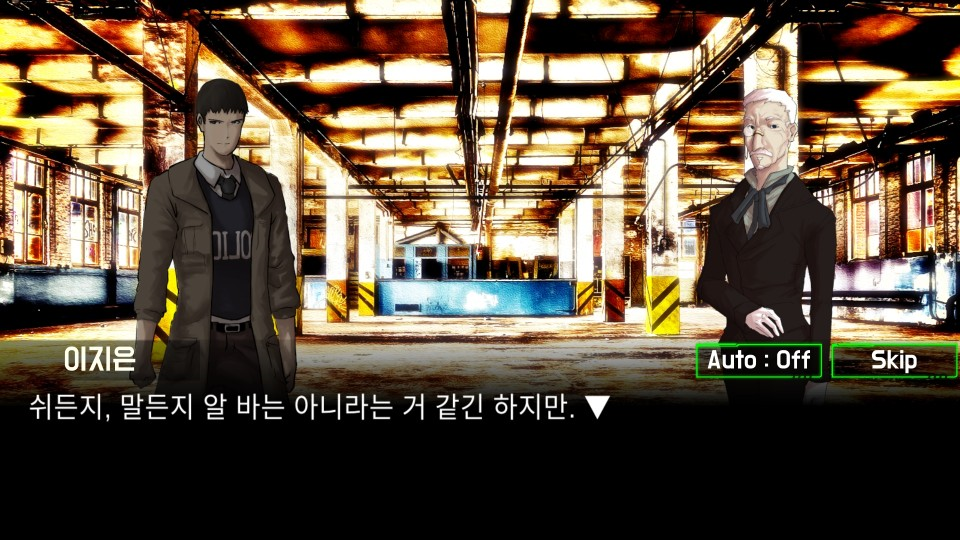 OLIC
이지은
Auto : Off
Skip
쉬든지, 말든지 알 바는 아니라는 거 같긴 하지만. ▼